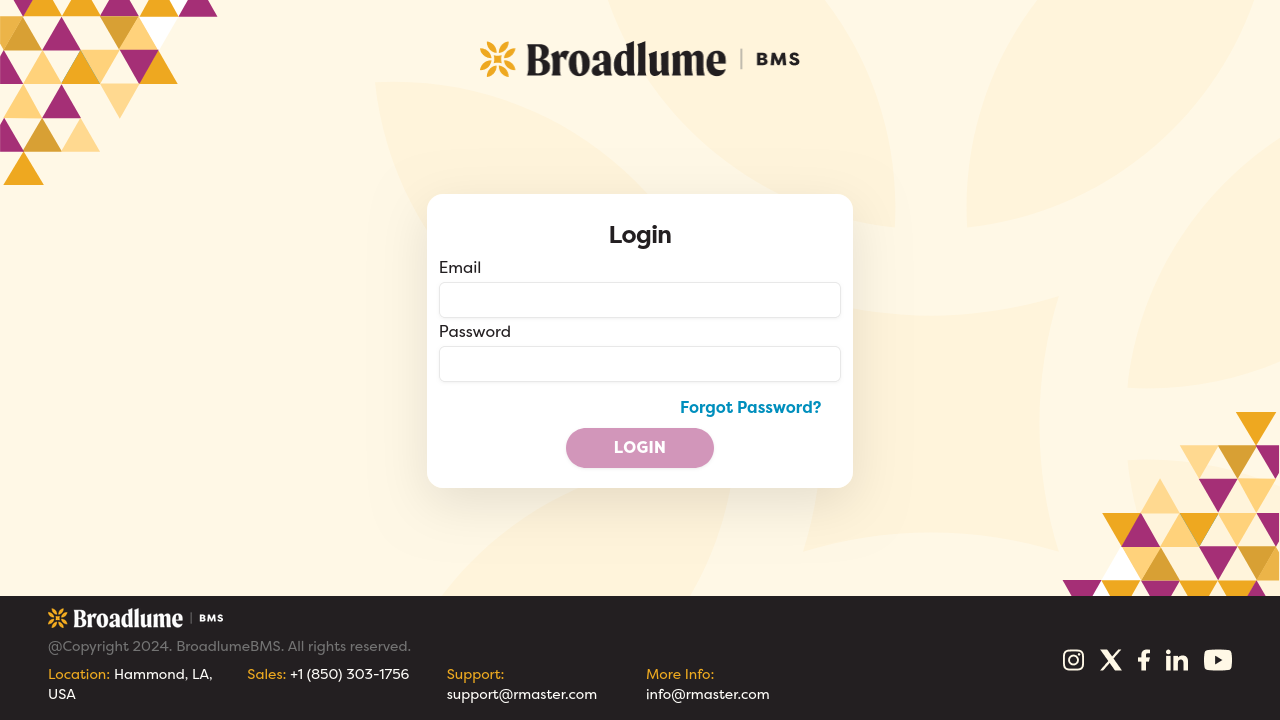 Broadlume | BMS
Login
Email
Password
Forgot Password?
LOGIN
Broadlume | BMS
@Copyright 2024. BroadlumeBMS. All rights reserved.
Location: Hammond, LA,
USA
Sales: +1 (850) 303-1756
Support:
support@rmaster.com
More Info:
info@rmaster.com